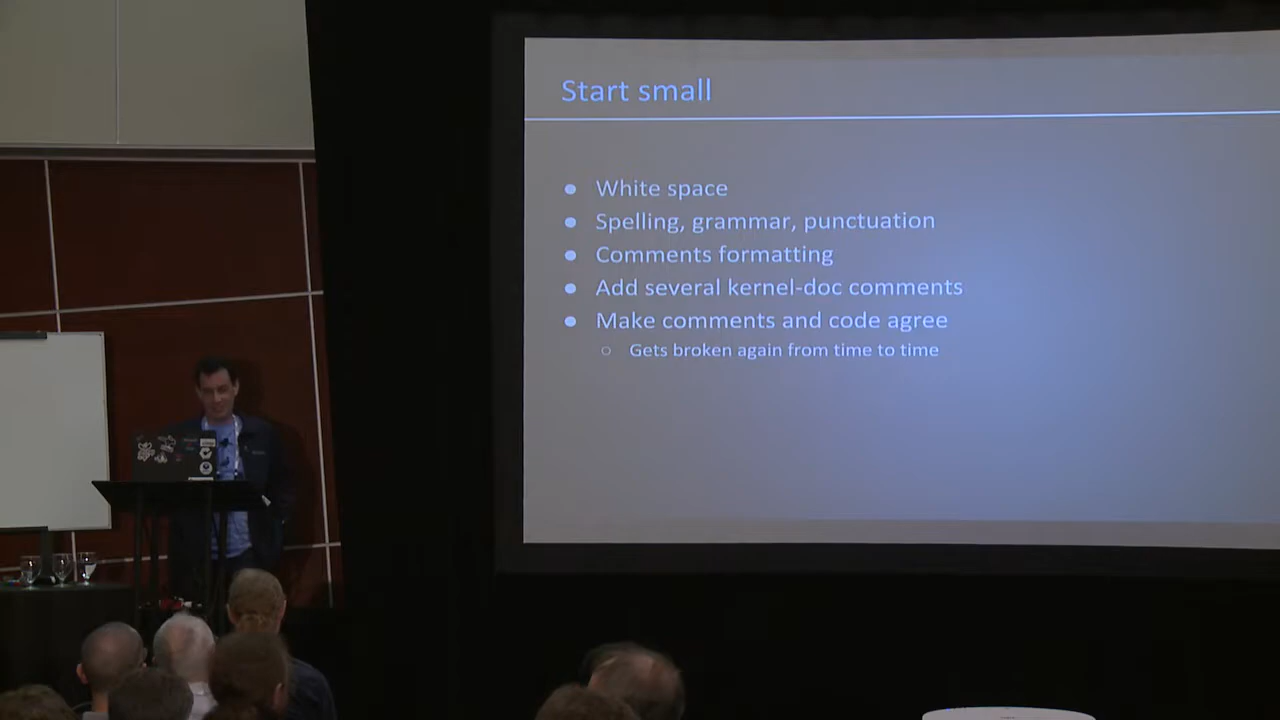 Start small
● White space
● Spelling, grammar, punctuation
● Comments formatting
● Add several kernel-doc comments
● Make comments and code agree
○ Gets broken again from time to time